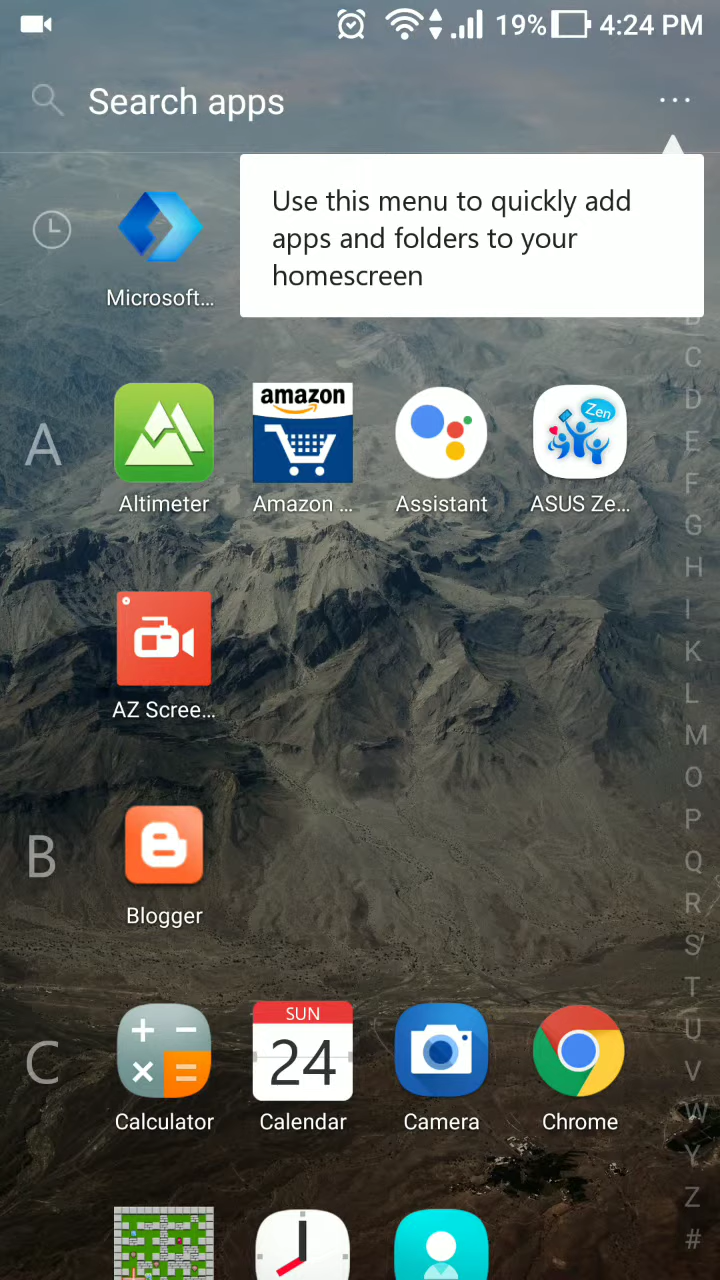 19% 4:24 PM
Search apps
Use this menu to quickly add
apps and folders to your
homescreen
Microsoft...
A
amazon
Zen
Altimeter Amazon ... Assistant ASUS Ze...
AZ Scree...
B
Blogger
C
SUN
24
Calculator Calendar Camera Chrome
C
D
E
F
G
H
I
K
L
M
O
P
Q
R
S
T
U
V
W
Y
Z
#